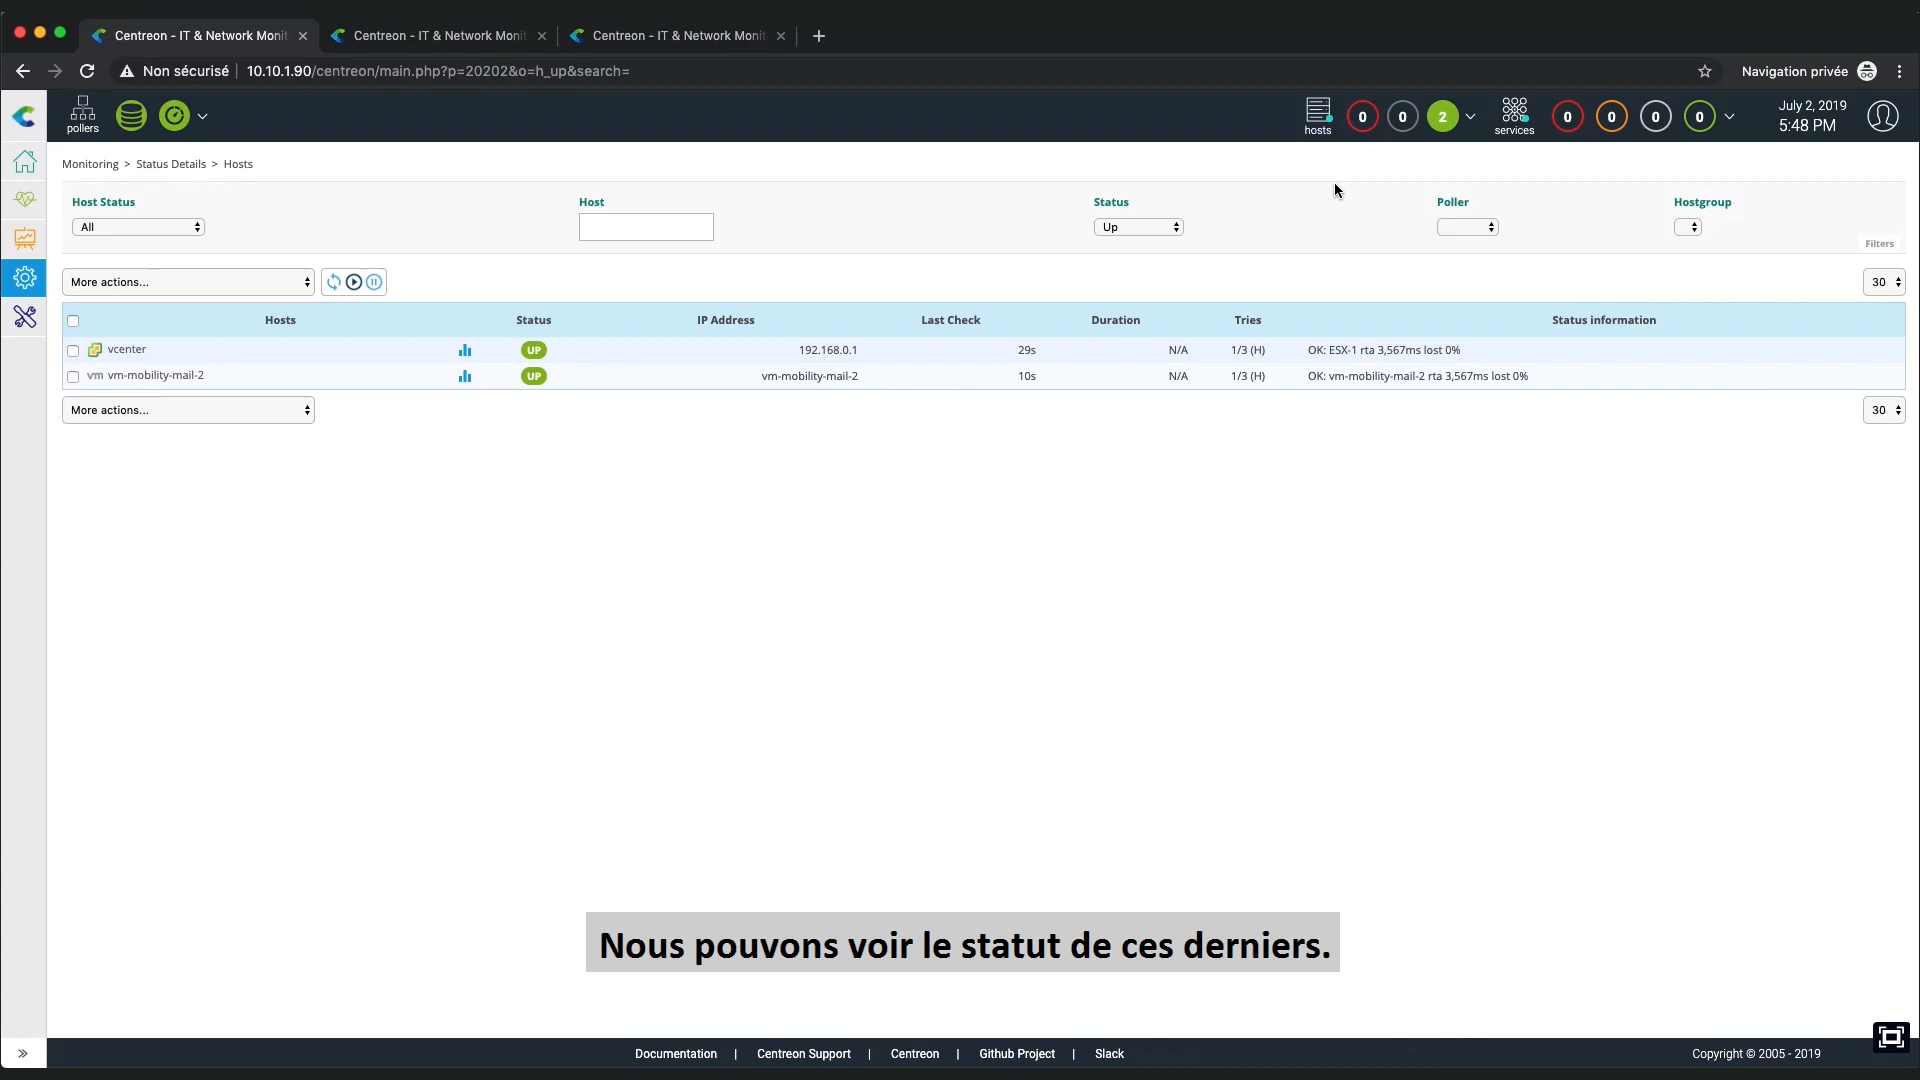 Centreon - IT & Network Monit
Centreon - IT & Network Monit
Centreon - IT & Network Monit
Non sécurisé
10.10.1.90/centreon/main.php?p=20202&o=h_up&search=
Navigation privée
pollers
hosts
0
0
2
services
0
0
0
0
July 2, 2019
5:48 PM
Monitoring > Status Details > Hosts
Host Status
Host
Status
Poller
Hostgroup
All
Up
Filters
More actions...
30
Hosts Status IP Address Last Check Duration Tries Status information
vcenter UP 192.168.0.1 29s N/A 1/3 (H) OK: ESX-1 rta 3,567ms lost 0%
vm vm-mobility-mail-2 UP vm-mobility-mail-2 10s N/A 1/3 (H) OK: vm-mobility-mail-2 rta 3,567ms lost 0%
More actions...
30
Nous pouvons voir le statut de ces derniers.
Documentation | Centreon Support | Centreon | Github Project | Slack
Copyright © 2005 - 2019